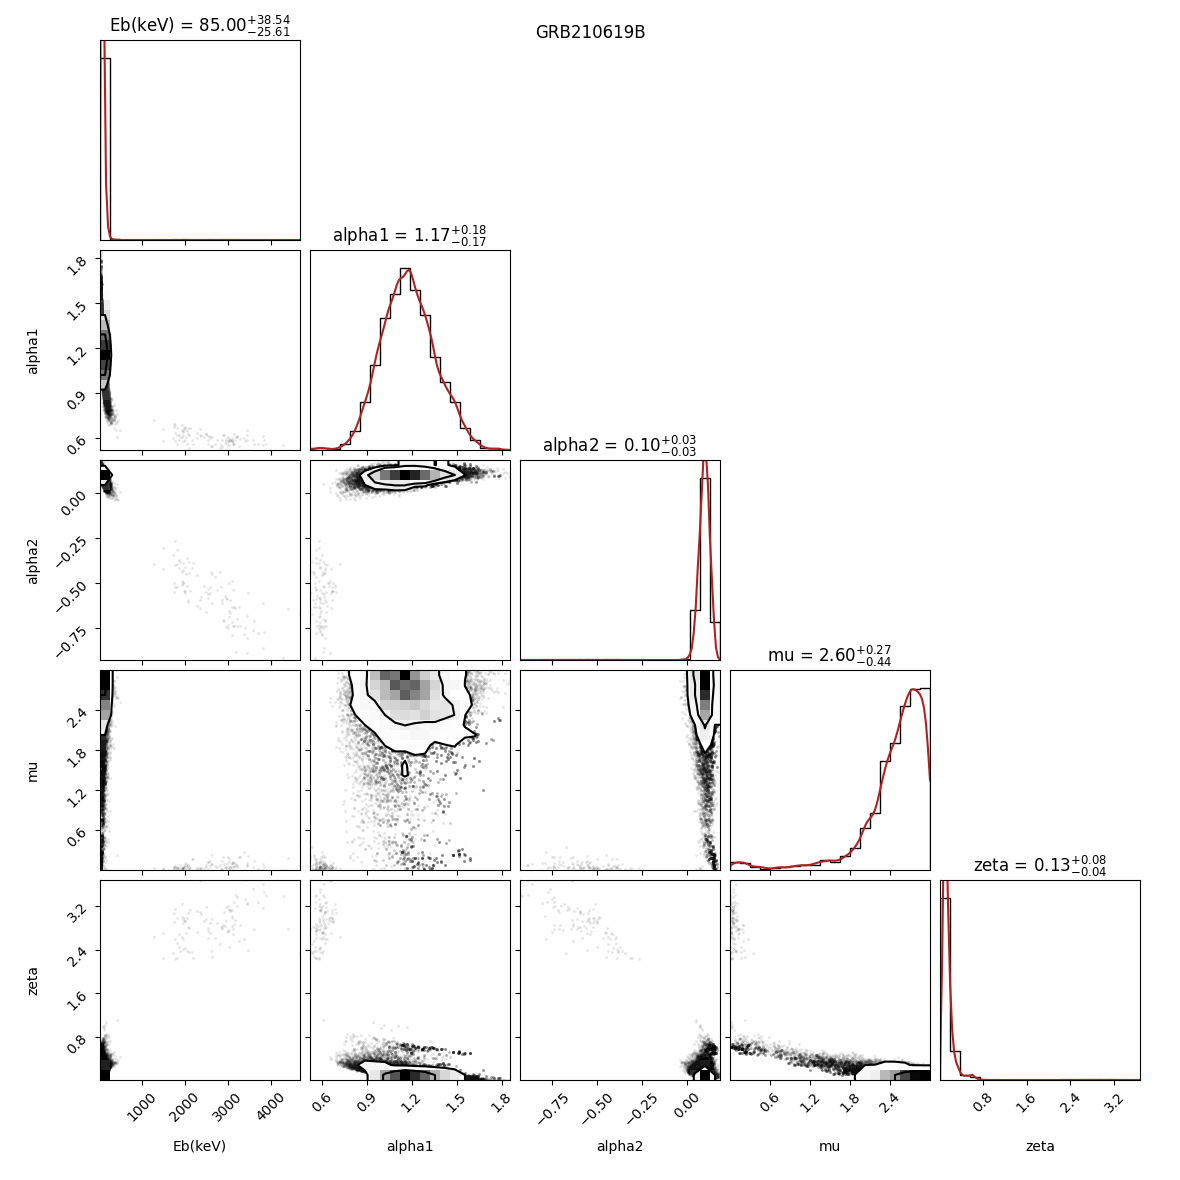 GRB210619B
Eb(keV) = 85.00^{+38.54}_{−25.61}
alpha1 = 1.17^{+0.18}_{−0.17}
1.8
1.5
1.2
0.9
0.6
alpha1
alpha2 = 0.10^{+0.03}_{−0.03}
0.00
−0.25
−0.50
−0.75
alpha2
mu = 2.60^{+0.27}_{−0.44}
2.4
1.8
1.2
0.6
mu
zeta = 0.13^{+0.08}_{−0.04}
3.2
2.4
1.6
0.8
zeta
1000 2000 3000 4000 0.6 0.9 1.2 1.5 1.8 −0.75 −0.50 −0.25 0.00 0.6 1.2 1.8 2.4 0.8 1.6 2.4 3.2
Eb(keV) alpha1 alpha2 mu zeta